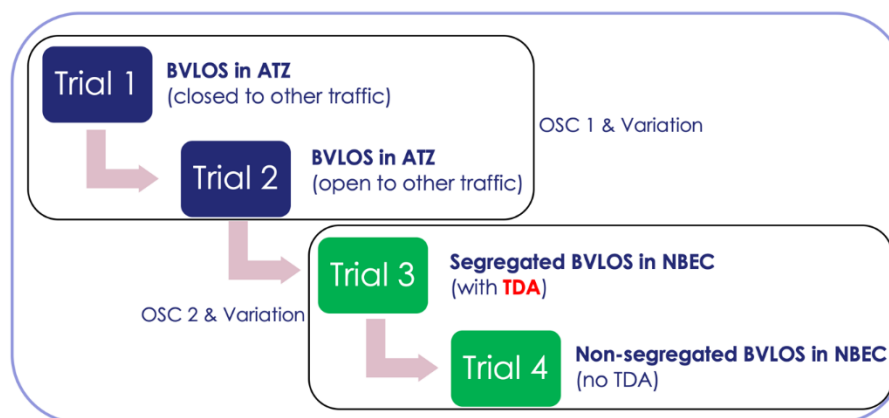 Trial 1
BVLOS in ATZ
(closed to other traffic)
OSC 1 & Variation
Trial 2
BVLOS in ATZ
(open to other traffic)
Trial 3
Segregated BVLOS in NBEC
(with TDA)
OSC 2 & Variation
Trial 4
Non-segregated BVLOS in NBEC
(no TDA)